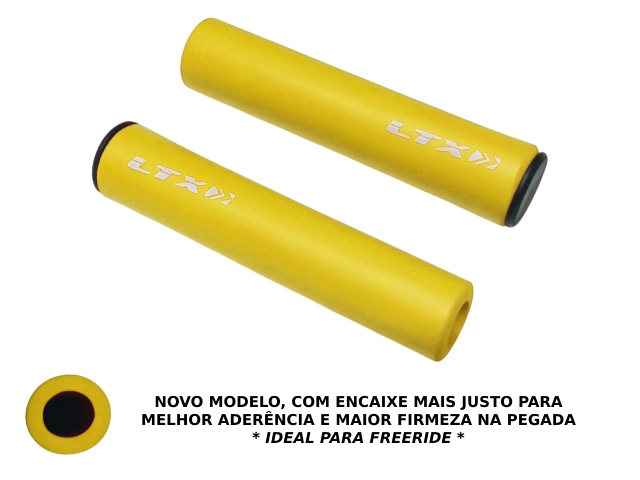 LTX
LTX
NOVO MODELO, COM ENCAIXE MAIS JUSTO PARA
MELHOR ADERÊNCIA E MAIOR FIRMEZA NA PEGADA
* IDEAL PARA FREERIDE *